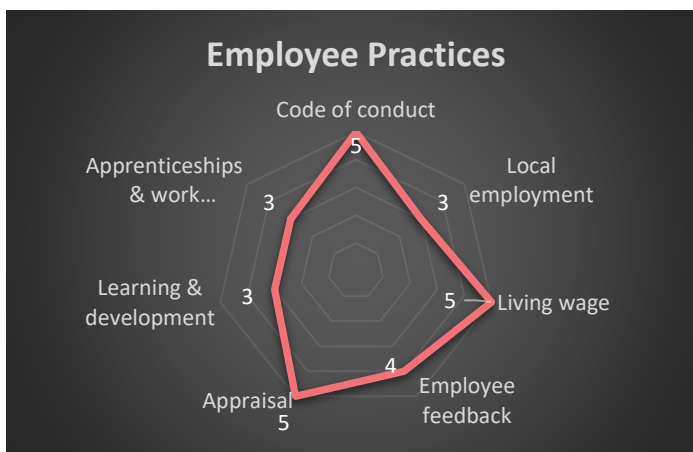 Employee Practices
Code of conduct
5
Apprenticeships
& work...
3
3
Local
employment
Learning &
development
3
5
Living wage
4
Employee
feedback
Appraisal
5